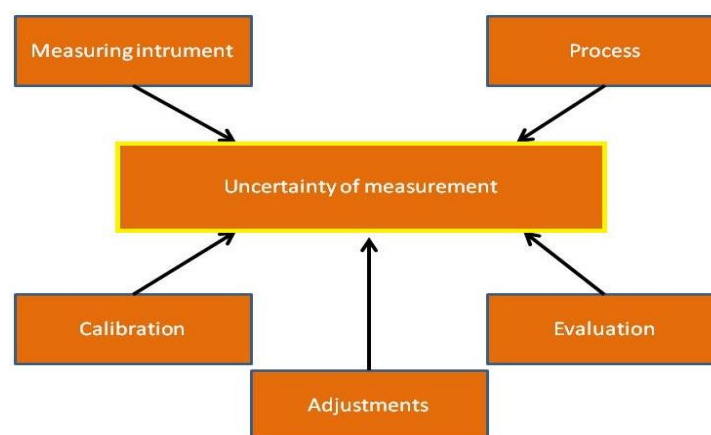 Measuring intrument
Process
Uncertainty of measurement
Calibration
Evaluation
Adjustments